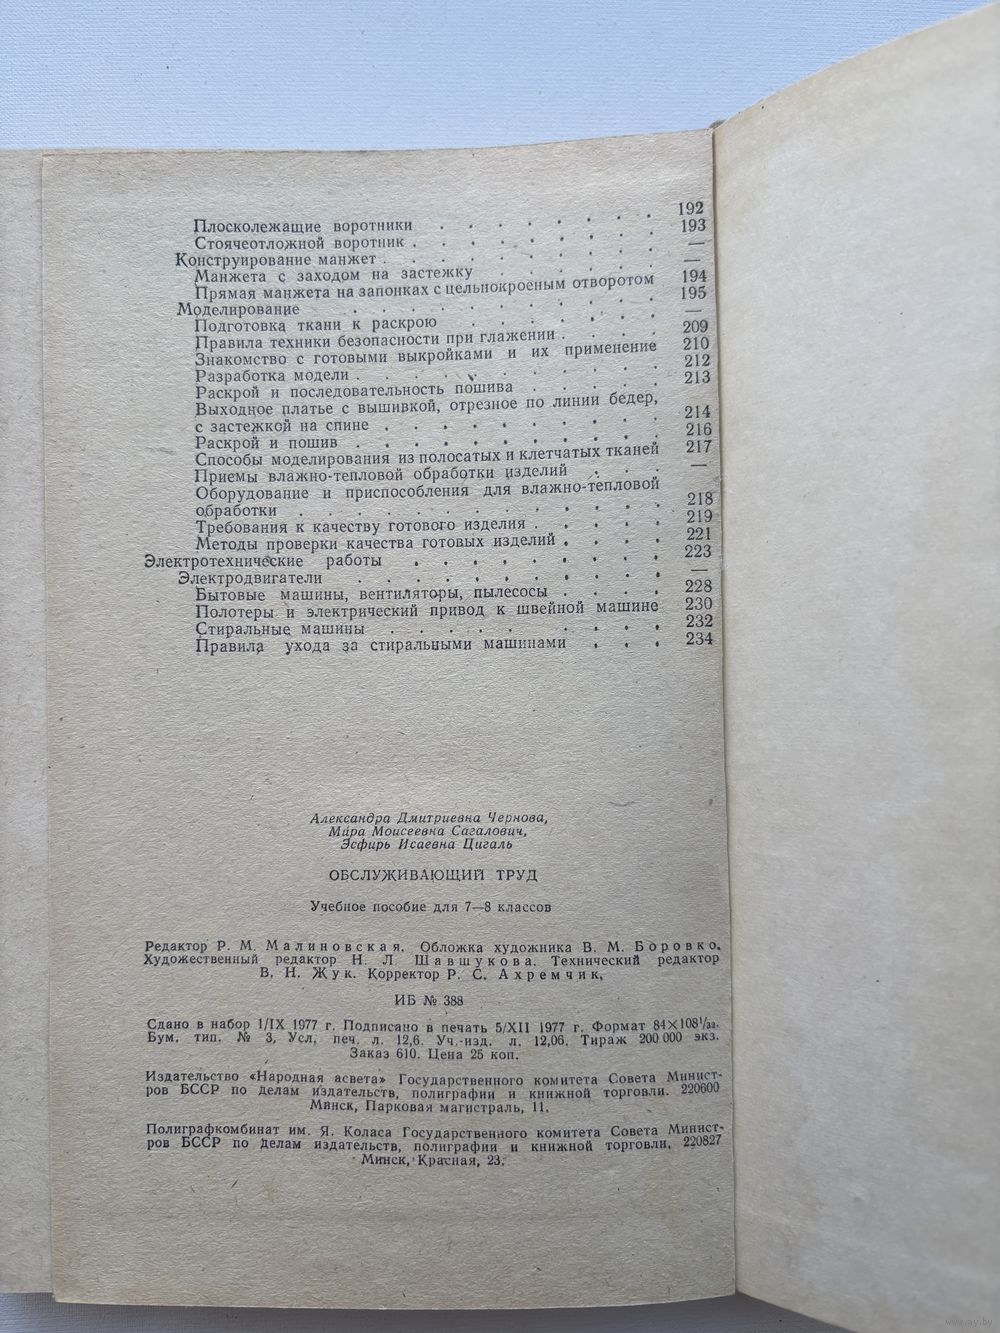 Плосколежащие воротники . . . . . . . . 192
Стоячеотложной воротник . . . . . . . . . 193
Конструирование манжет . . . . . . . . . . —
Манжета с заходом на застежку . . . . . . —
Прямая манжета на запонках с цельнокроеным отворотом 194
Моделирование . . . . . . . . . . . 195
Подготовка ткани к раскрою . . . . . . . —
Правила техники безопасности при глажении . . . . 209
Знакомство с готовыми выкройками и их применение 210
Разработка модели . . . . . . . . . . . 212
Раскрой и последовательность пошива . . . . . 213
Выходное платье с вышивкой, отрезное по линии бедер,
с застежкой на спине . . . . . . . . . . 214
Раскрой и пошив . . . . . . . . . . . 216
Способы моделирования из полосатых и клетчатых тканей 217
Приемы влажно-тепловой обработки изделий . . . —
Оборудование и приспособления для влажно-тепловой
обработки . . . . . . . . . . . . . 218
Требования к качеству готового изделия . . . . . 219
Методы проверки качества готовых изделий . . . . 221
Электротехнические работы . . . . . . . . . 223
Электродвигатели . . . . . . . . . . . —
Бытовые машины, вентиляторы, пылесосы . . . . 228
Полотеры и электрический привод к швейной машине 230
Стиральные машины . . . . . . . . . 232
Правила ухода за стиральными машинами . . . 234
Александра Дмитриевна Чернова,
Мира Моисеевна Сагалович,
Эсфирь Исаевна Цигаль
ОБСЛУЖИВАЮЩИЙ ТРУД
Учебное пособие для 7—8 классов
Редактор Р. М. Малиновская. Обложка художника В. М. Боровко.
Художественный редактор Н. Л. Шавшукова. Технический редактор
В. Н. Жук. Корректор Р. С. Ахремчик.
ИБ № 388
Сдано в набор 1/IX 1977 г. Подписано в печать 5/XII 1977 г. Формат 84×108¹/₃₂.
Бум. тип. № 3. Усл. печ. л. 12,6. Уч.-изд. л. 12,06. Тираж 200 000 экз.
Заказ 610. Цена 25 коп.
Издательство «Народная асвета» Государственного комитета Совета Минист-
ров БССР по делам издательств, полиграфии и книжной торговли. 220600
Минск, Парковая магистраль, 11.
Полиграфкомбинат им. Я. Коласа Государственного комитета Совета Минист-
ров БССР по делам издательств, полиграфии и книжной торговли. 220827
Минск, Красная, 23.
www.ay.by